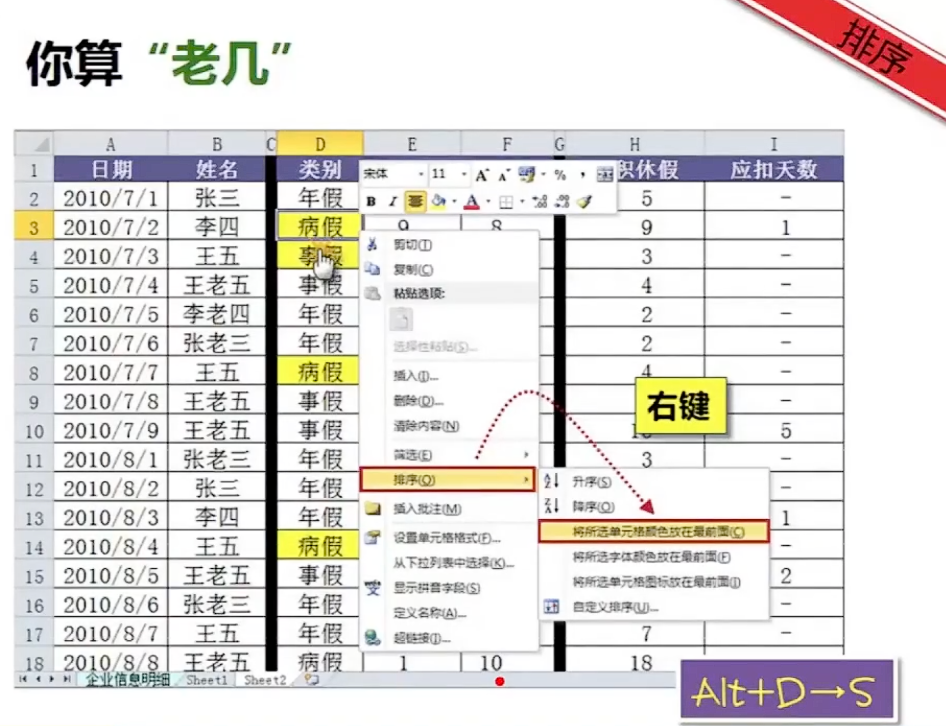 排序
你算“老几”
A B C D E F G H I
1 日期 姓名 类别 积休假 应扣天数
宋体 11 A A % ,
B I A
2 2010/7/1 张三 年假 5 -
3 2010/7/2 李四 病假 9 8 9 1
4 2010/7/3 王五 事假 3 -
5 2010/7/4 王老五 事假 4 -
6 2010/7/5 李老四 年假 2 -
7 2010/7/6 张老三 年假 2 -
8 2010/7/7 王五 病假 4 -
9 2010/7/8 王老五 事假 -
10 2010/7/9 王老五 事假 5
11 2010/8/1 张老三 年假 3 -
12 2010/8/2 张三 年假 -
13 2010/8/3 李四 年假 1
14 2010/8/4 王五 病假 -
15 2010/8/5 王老五 事假 2
16 2010/8/6 张老三 年假 -
17 2010/8/7 王五 年假 7 -
18 2010/8/8 王老五 病假 1 10 18
剪切(T)
复制(C)
粘贴选项:
选择性粘贴(S)...
插入(I)...
删除(D)...
清除内容(N)
筛选(E)
排序(O)
插入批注(M)
设置单元格格式(F)...
从下拉列表中选择(K)...
显示拼音字段(S)
定义名称(A)...
超链接(I)...
右键
升序(S)
降序(O)
将所选单元格颜色放在最前面(C)
将所选字体颜色放在最前面(F)
将所选单元格图标放在最前面(I)
自定义排序(U)...
企业信息明细 Sheet1 Sheet2
Alt+D→S